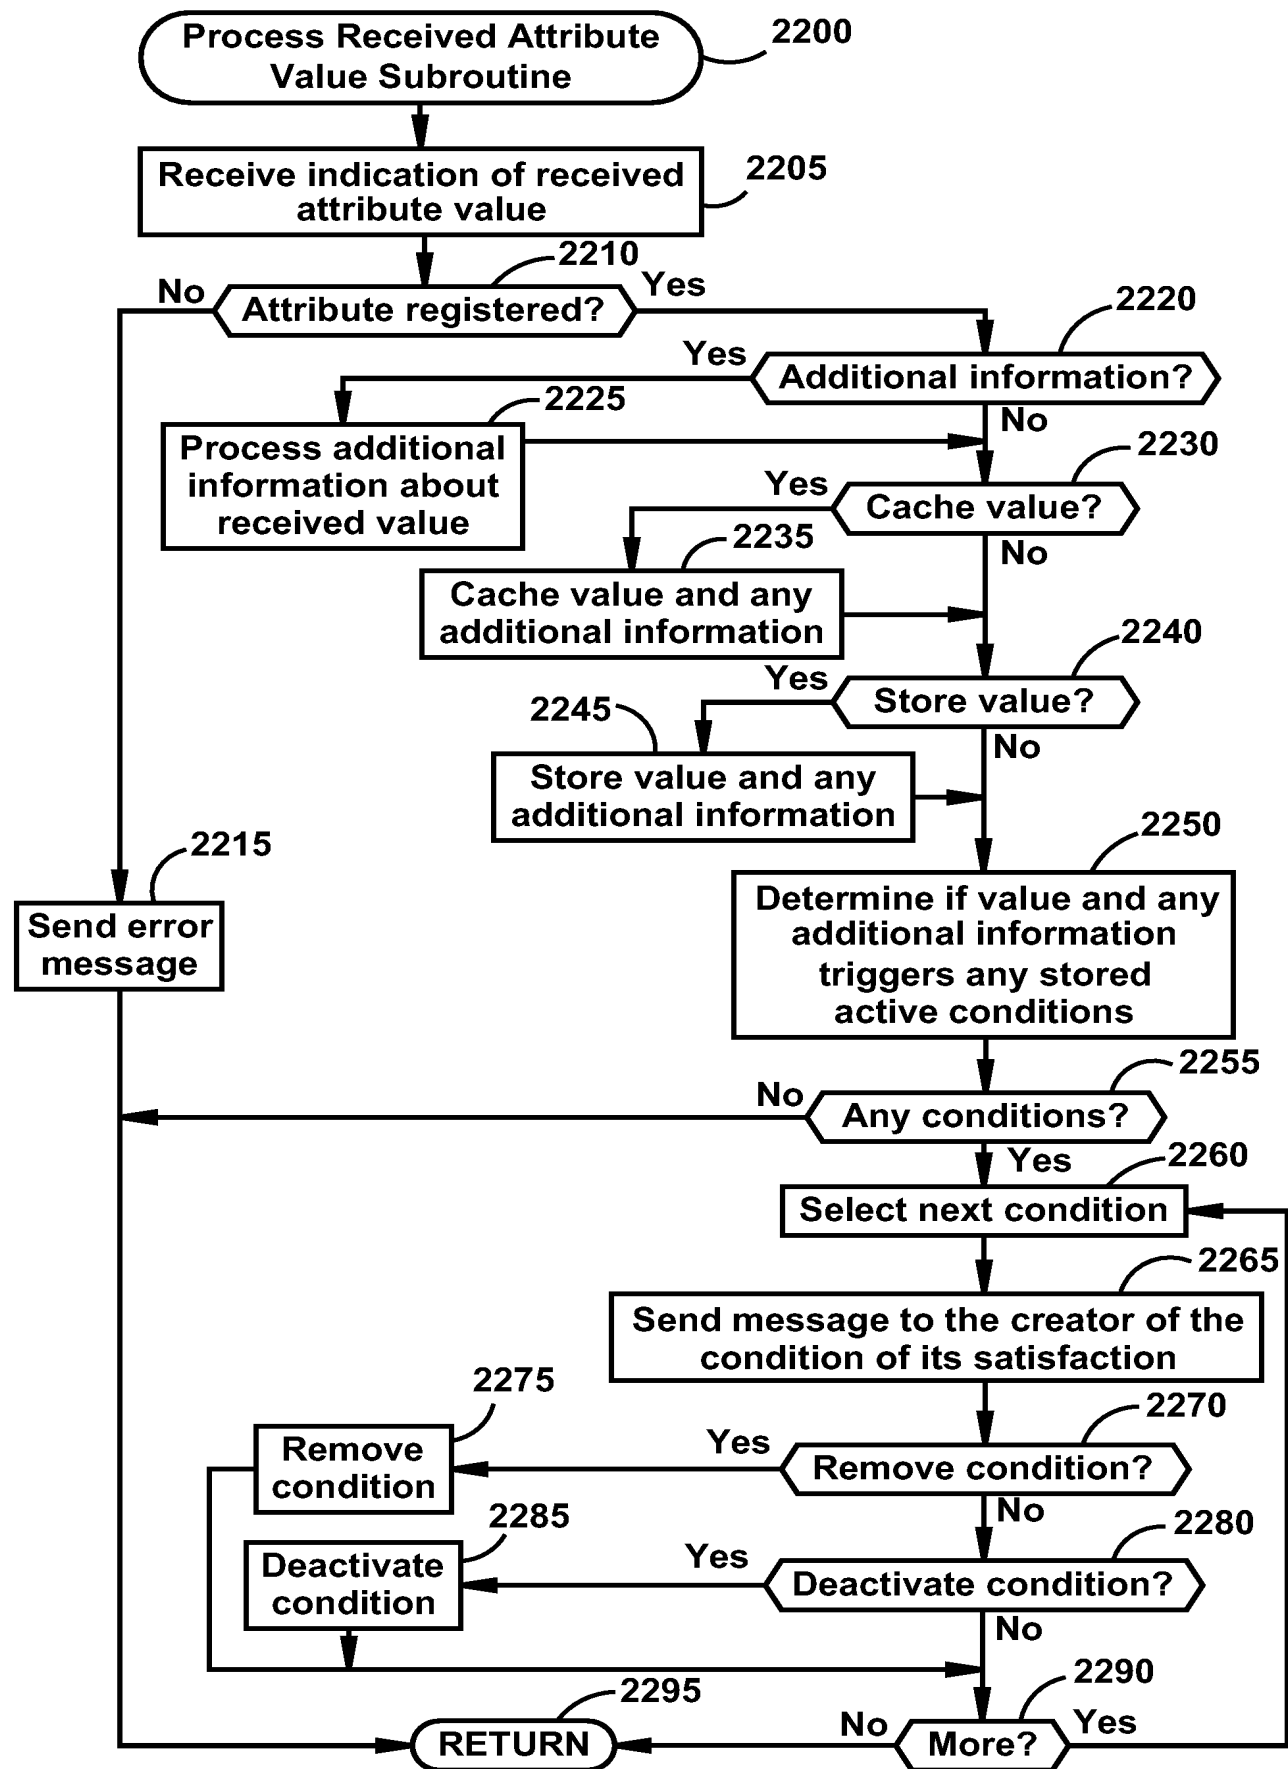 Process Received Attribute
Value Subroutine
2200
Receive indication of received
attribute value
2205
2210
No
Attribute registered?
Yes
2220
Yes
Additional information?
No
2225
Process additional
information about
received value
2230
Yes
Cache value?
No
2235
Cache value and any
additional information
2240
Yes
Store value?
No
2245
Store value and any
additional information
2215
Send error
message
2250
Determine if value and any
additional information
triggers any stored
active conditions
2255
No
Any conditions?
Yes
2260
Select next condition
2265
Send message to the creator of the
condition of its satisfaction
2275
2270
Remove
condition
Yes
Remove condition?
No
2285
2280
Deactivate
condition
Yes
Deactivate condition?
No
2295
2290
RETURN
No
More?
Yes